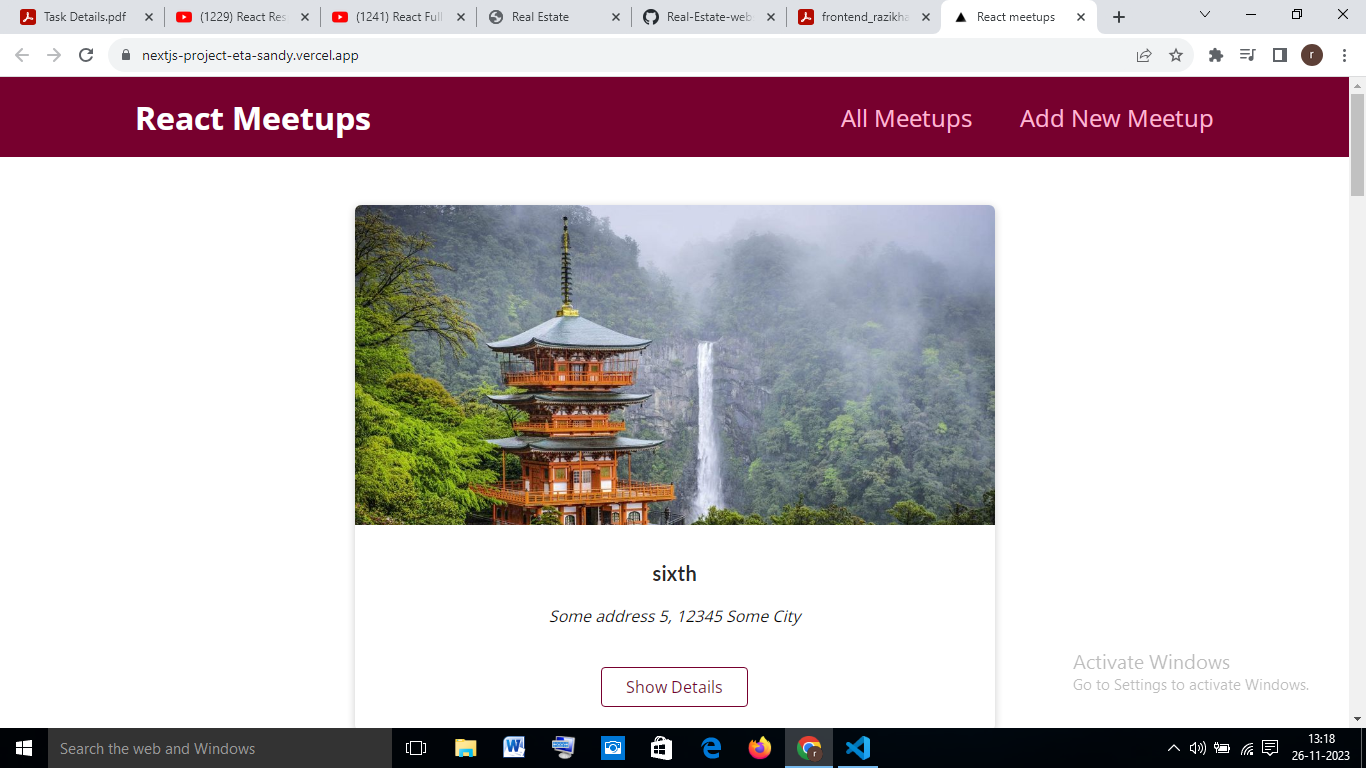 Task Details.pdf
(1229) React Res
(1241) React Full
Real Estate
Real-Estate-web
frontend_razikha
React meetups
nextjs-project-eta-sandy.vercel.app
r
React Meetups
All Meetups
Add New Meetup
sixth
Some address 5, 12345 Some City
Show Details
Activate Windows
Go to Settings to activate Windows.
Search the web and Windows
13:18
26-11-2023